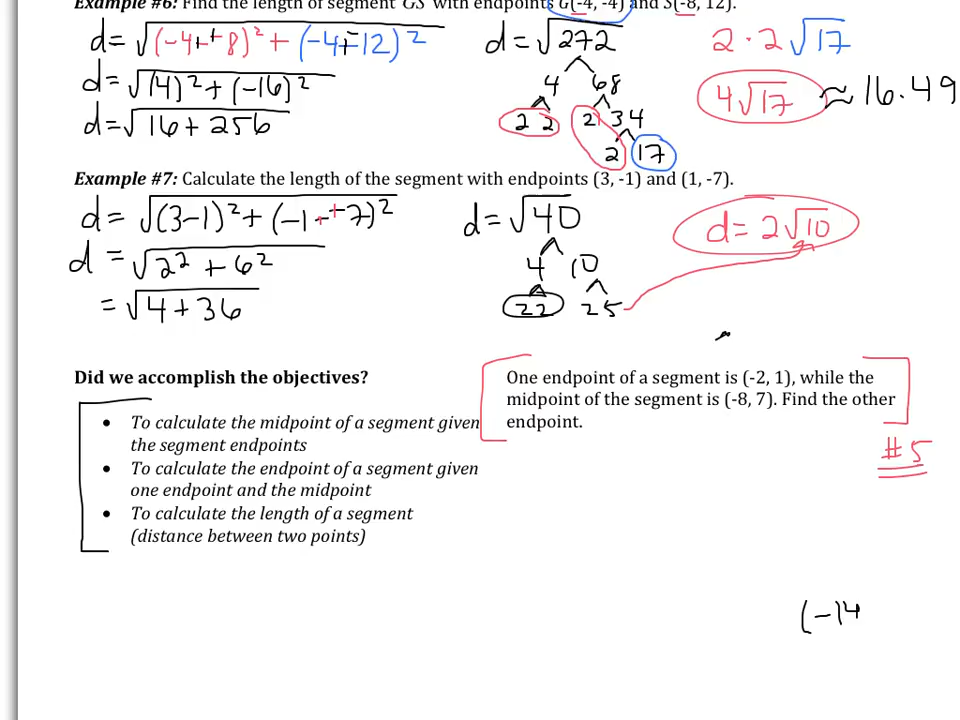 Example #6: Find the length of segment GS with endpoints G(-4, -4) and S(-8, 12).
d = √(-4 + +8)² + (-4 - 12)²
d = √(4)² + (-16)²
d = √16 + 256
d = √272
4 68
2 2 2 34
2 17
2 · 2 √17
4√17 ≈ 16.49
Example #7: Calculate the length of the segment with endpoints (3, -1) and (1, -7).
d = √(3-1)² + (-1 + +7)²
d = √2² + 6²
= √4 + 36
d = √40
4 10
2 2 2 5
d = 2√10
Did we accomplish the objectives?
• To calculate the midpoint of a segment given
the segment endpoints
• To calculate the endpoint of a segment given
one endpoint and the midpoint
• To calculate the length of a segment
(distance between two points)
One endpoint of a segment is (-2, 1), while the
midpoint of the segment is (-8, 7). Find the other
endpoint.
#5
(-14